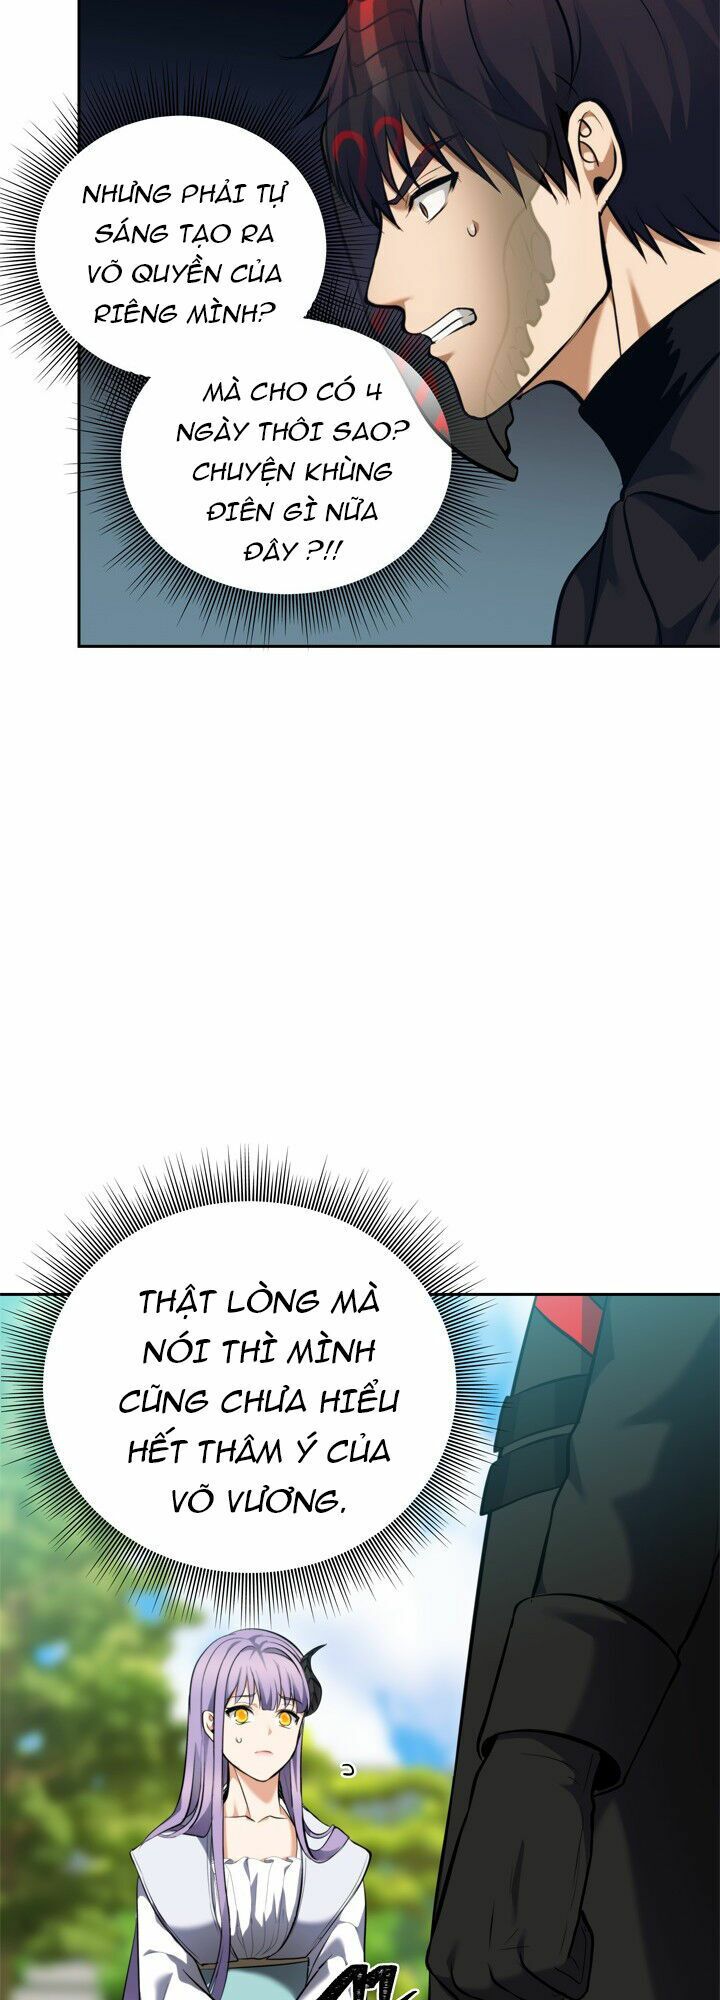 NHƯNG PHẢI TỰ
SÁNG TẠO RA
VÕ QUYỀN CỦA
RIÊNG MÌNH?
MÀ CHO CÓ 4
NGÀY THÔI SAO?
CHUYỆN KHÙNG
ĐIÊN GÌ NỮA
ĐÂY ?!!
THẬT LÒNG MÀ
NÓI THÌ MÌNH
CŨNG CHƯA HIỂU
HẾT THÂM Ý CỦA
VÕ VƯƠNG.